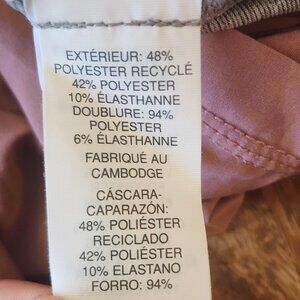 EXTÉRIEUR: 48%
POLYESTER RECYCLÉ
42% POLYESTER
10% ÉLASTHANNE
DOUBLURE: 94%
POLYESTER
6% ÉLASTHANNE
FABRIQUÉ AU
CAMBODGE
CÁSCARA-
CAPARAZÓN:
48% POLIÉSTER
RECICLADO
42% POLIÉSTER
10% ELASTANO
FORRO: 94%